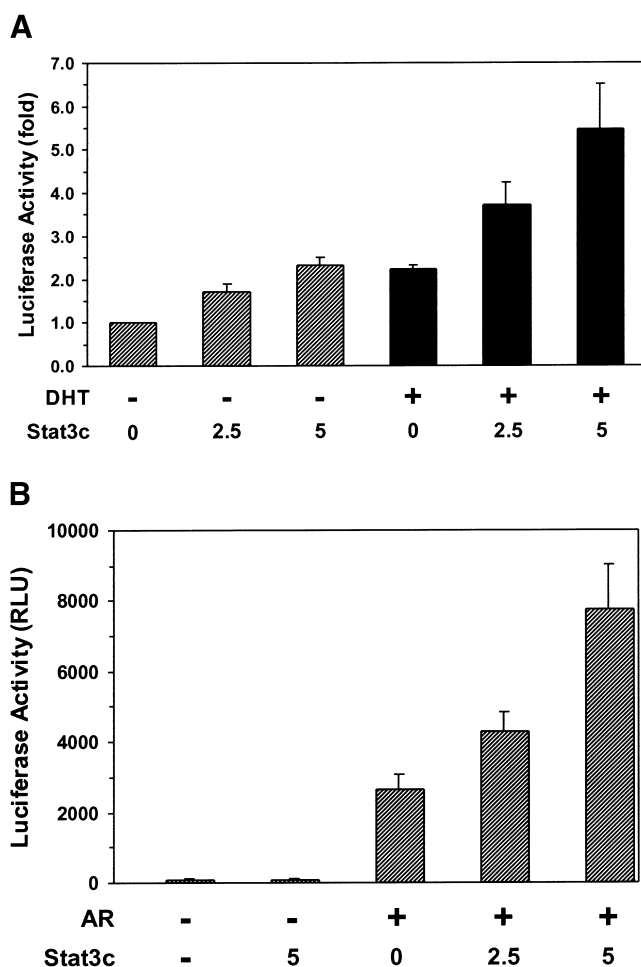 A
Luciferase Activity (fold)
7.0
6.0
5.0
4.0
3.0
2.0
1.0
0.0
DHT - - - + + +
Stat3c 0 2.5 5 0 2.5 5
B
Luciferase Activity (RLU)
10000
8000
6000
4000
2000
0
AR - - + + +
Stat3c - 5 0 2.5 5